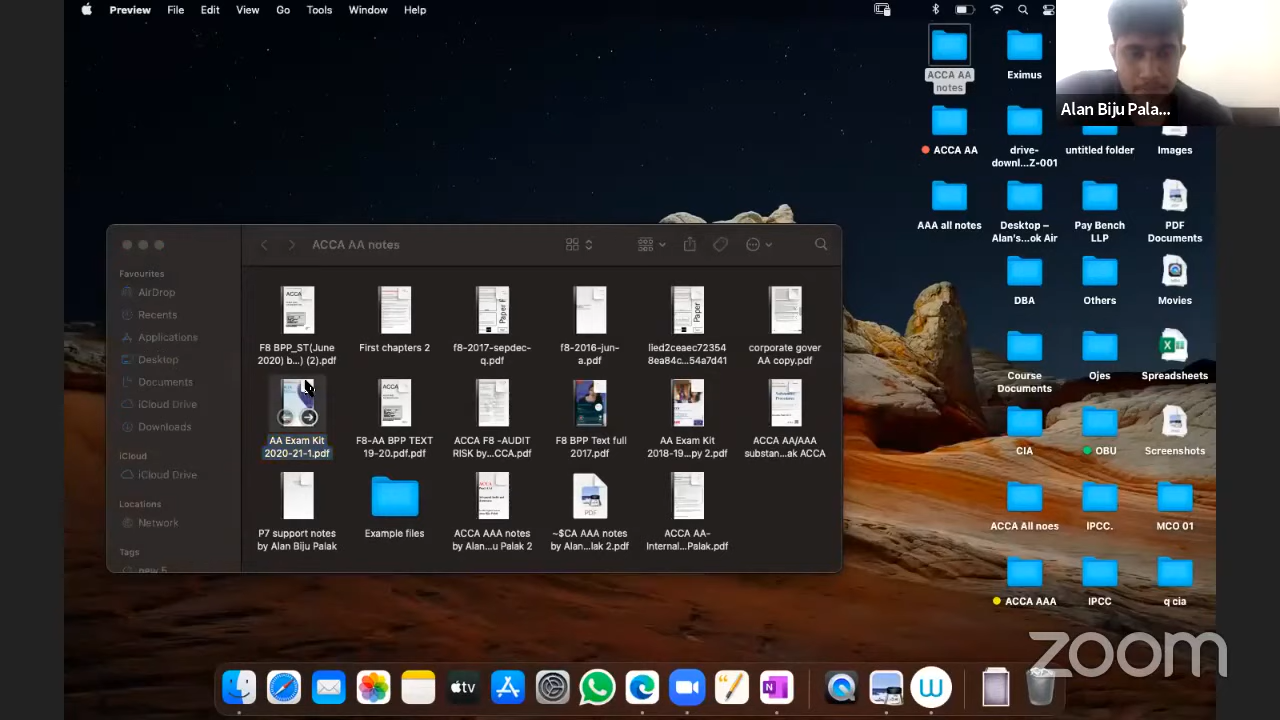 Preview File Edit View Go Tools Window Help
ACCA AA
notes
Eximus
Alan Biju Pala...
ACCA AA
drive-
downl...Z-001
untitled folder
Images
AAA all notes
Desktop –
Alan's...ok Air
Pay Bench
LLP
PDF
Documents
DBA
Others
Movies
Course
Documents
Ojes
Spreadsheets
CIA
OBU
Screenshots
ACCA All noes
IPCC.
MCO 01
ACCA AAA
IPCC
q cia
ACCA AA notes
Favourites
AirDrop
Recents
Applications
Desktop
Documents
iCloud Drive
Downloads
iCloud
iCloud Drive
Locations
Network
Tags
new 5
F8 BPP_ST(June
2020) b...) (2).pdf
First chapters 2
f8-2017-sepdec-
q.pdf
f8-2016-jun-
a.pdf
lied2ceaec72354
8ea84c...54a7d41
corporate gover
AA copy.pdf
AA Exam Kit
2020-21-1.pdf
F8-AA BPP TEXT
19-20.pdf.pdf
ACCA F8 -AUDIT
RISK by...CCA.pdf
F8 BPP Text full
2017.pdf
AA Exam Kit
2018-19...py 2.pdf
ACCA AA/AAA
substan...ak ACCA
P7 support notes
by Alan Biju Palak
Example files
ACCA AAA notes
by Alan...u Palak 2
~$CA AAA notes
by Alan...lak 2.pdf
ACCA AA-
Internal...Palak.pdf
zoom